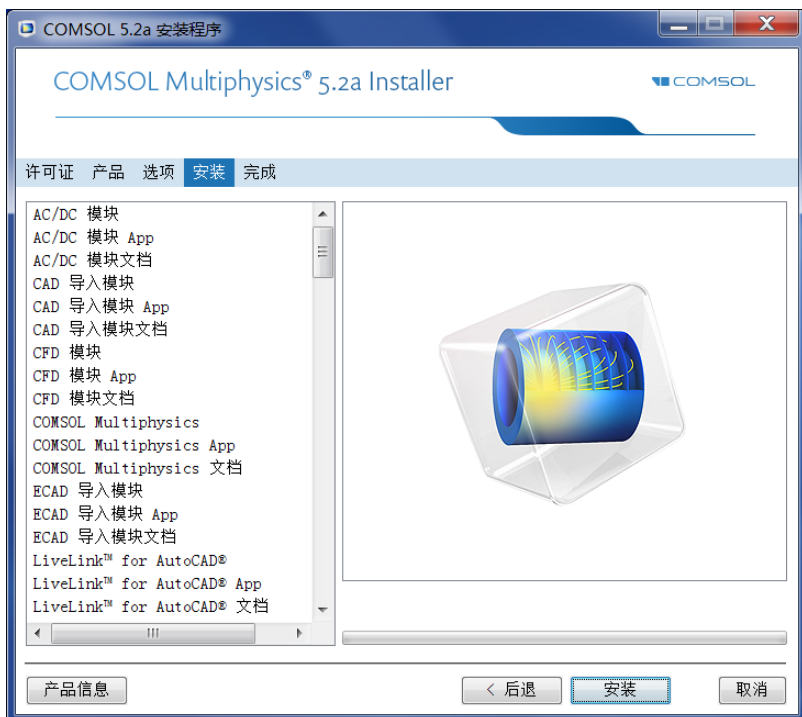 COMSOL 5.2a 安装程序
COMSOL Multiphysics® 5.2a Installer
COMSOL
许可证 产品 选项 安装 完成
AC/DC 模块
AC/DC 模块 App
AC/DC 模块文档
CAD 导入模块
CAD 导入模块 App
CAD 导入模块文档
CFD 模块
CFD 模块 App
CFD 模块文档
COMSOL Multiphysics
COMSOL Multiphysics App
COMSOL Multiphysics 文档
ECAD 导入模块
ECAD 导入模块 App
ECAD 导入模块文档
LiveLink™ for AutoCAD®
LiveLink™ for AutoCAD® App
LiveLink™ for AutoCAD® 文档
产品信息 < 后退 安装 取消